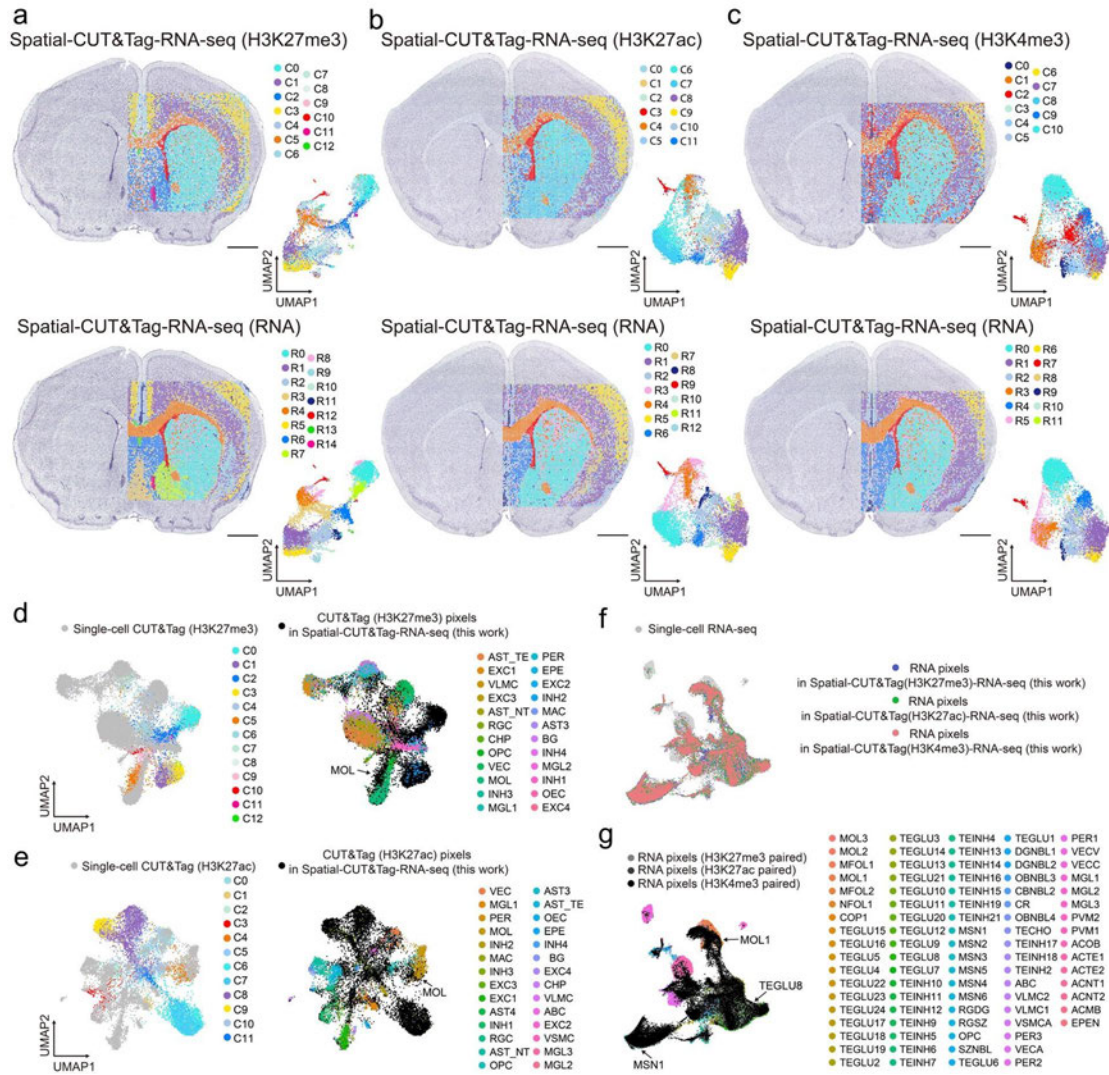 a
b
c
Spatial-CUT&Tag-RNA-seq (H3K27me3)
Spatial-CUT&Tag-RNA-seq (H3K27ac)
Spatial-CUT&Tag-RNA-seq (H3K4me3)
C0 C7
C1 C8
C2 C9
C3 C10
C4 C11
C5 C12
C6
C0 C6
C1 C7
C2 C8
C3 C9
C4 C10
C5 C11
C0 C6
C1 C7
C2 C8
C3 C9
C4 C10
C5
UMAP2
UMAP1
UMAP2
UMAP1
UMAP2
UMAP1
Spatial-CUT&Tag-RNA-seq (RNA)
Spatial-CUT&Tag-RNA-seq (RNA)
Spatial-CUT&Tag-RNA-seq (RNA)
R0 R8
R1 R9
R2 R10
R3 R11
R4 R12
R5 R13
R6 R14
R7
R0 R7
R1 R8
R2 R9
R3 R10
R4 R11
R5 R12
R6
R0 R6
R1 R7
R2 R8
R3 R9
R4 R10
R5 R11
UMAP2
UMAP1
UMAP2
UMAP1
UMAP2
UMAP1
d
Single-cell CUT&Tag (H3K27me3)
CUT&Tag (H3K27me3) pixels
in Spatial-CUT&Tag-RNA-seq (this work)
C0
C1
C2
C3
C4
C5
C6
C7
C8
C9
C10
C11
C12
MOL
AST_TE PER
EXC1 EPE
VLMC EXC2
EXC3 INH2
AST_NT MAC
RGC AST3
CHP BG
OPC INH4
VEC MGL2
MOL INH1
INH3 OEC
MGL1 EXC4
UMAP2
UMAP1
e
Single-cell CUT&Tag (H3K27ac)
CUT&Tag (H3K27ac) pixels
in Spatial-CUT&Tag-RNA-seq (this work)
C0
C1
C2
C3
C4
C5
C6
C7
C8
C9
C10
C11
MOL
VEC AST3
MGL1 AST_TE
PER OEC
MOL EPE
INH2 INH4
MAC BG
INH3 EXC4
EXC3 CHP
EXC1 VLMC
AST4 ABC
INH1 EXC2
RGC VSMC
AST_NT MGL3
OPC MGL2
UMAP2
UMAP1
f
Single-cell RNA-seq
RNA pixels
in Spatial-CUT&Tag(H3K27me3)-RNA-seq (this work)
RNA pixels
in Spatial-CUT&Tag(H3K27ac)-RNA-seq (this work)
RNA pixels
in Spatial-CUT&Tag(H3K4me3)-RNA-seq (this work)
g
RNA pixels (H3K27me3 paired)
RNA pixels (H3K27ac paired)
RNA pixels (H3K4me3 paired)
MOL1
TEGLU8
MSN1
MOL3 TEGLU3 TEINH4 TEGLU1 PER1
MOL2 TEGLU14 TEINH13 DGNBL1 VECV
MFOL1 TEGLU13 TEINH14 DGNBL2 VECC
MOL1 TEGLU21 TEINH16 OBNBL3 MGL1
MFOL2 TEGLU10 TEINH15 CBNBL2 MGL2
NFOL1 TEGLU11 TEINH19 CR MGL3
COP1 TEGLU20 TEINH21 OBNBL4 PVM2
TEGLU15 TEGLU12 MSN1 TECHO PVM1
TEGLU16 TEGLU9 MSN2 TEINH17 ACOB
TEGLU5 TEGLU8 MSN3 TEINH18 ACTE1
TEGLU4 TEGLU7 MSN5 TEINH2 ACTE2
TEGLU22 TEINH10 MSN4 ABC ACNT1
TEGLU23 TEINH11 MSN6 VLMC2 ACNT2
TEGLU24 TEINH12 RGDG VLMC1 ACMB
TEGLU17 TEINH9 RGSZ VSMCA EPEN
TEGLU18 TEINH5 OPC PER3
TEGLU19 TEINH6 SZNBL VECA
TEGLU2 TEINH7 TEGLU6 PER2